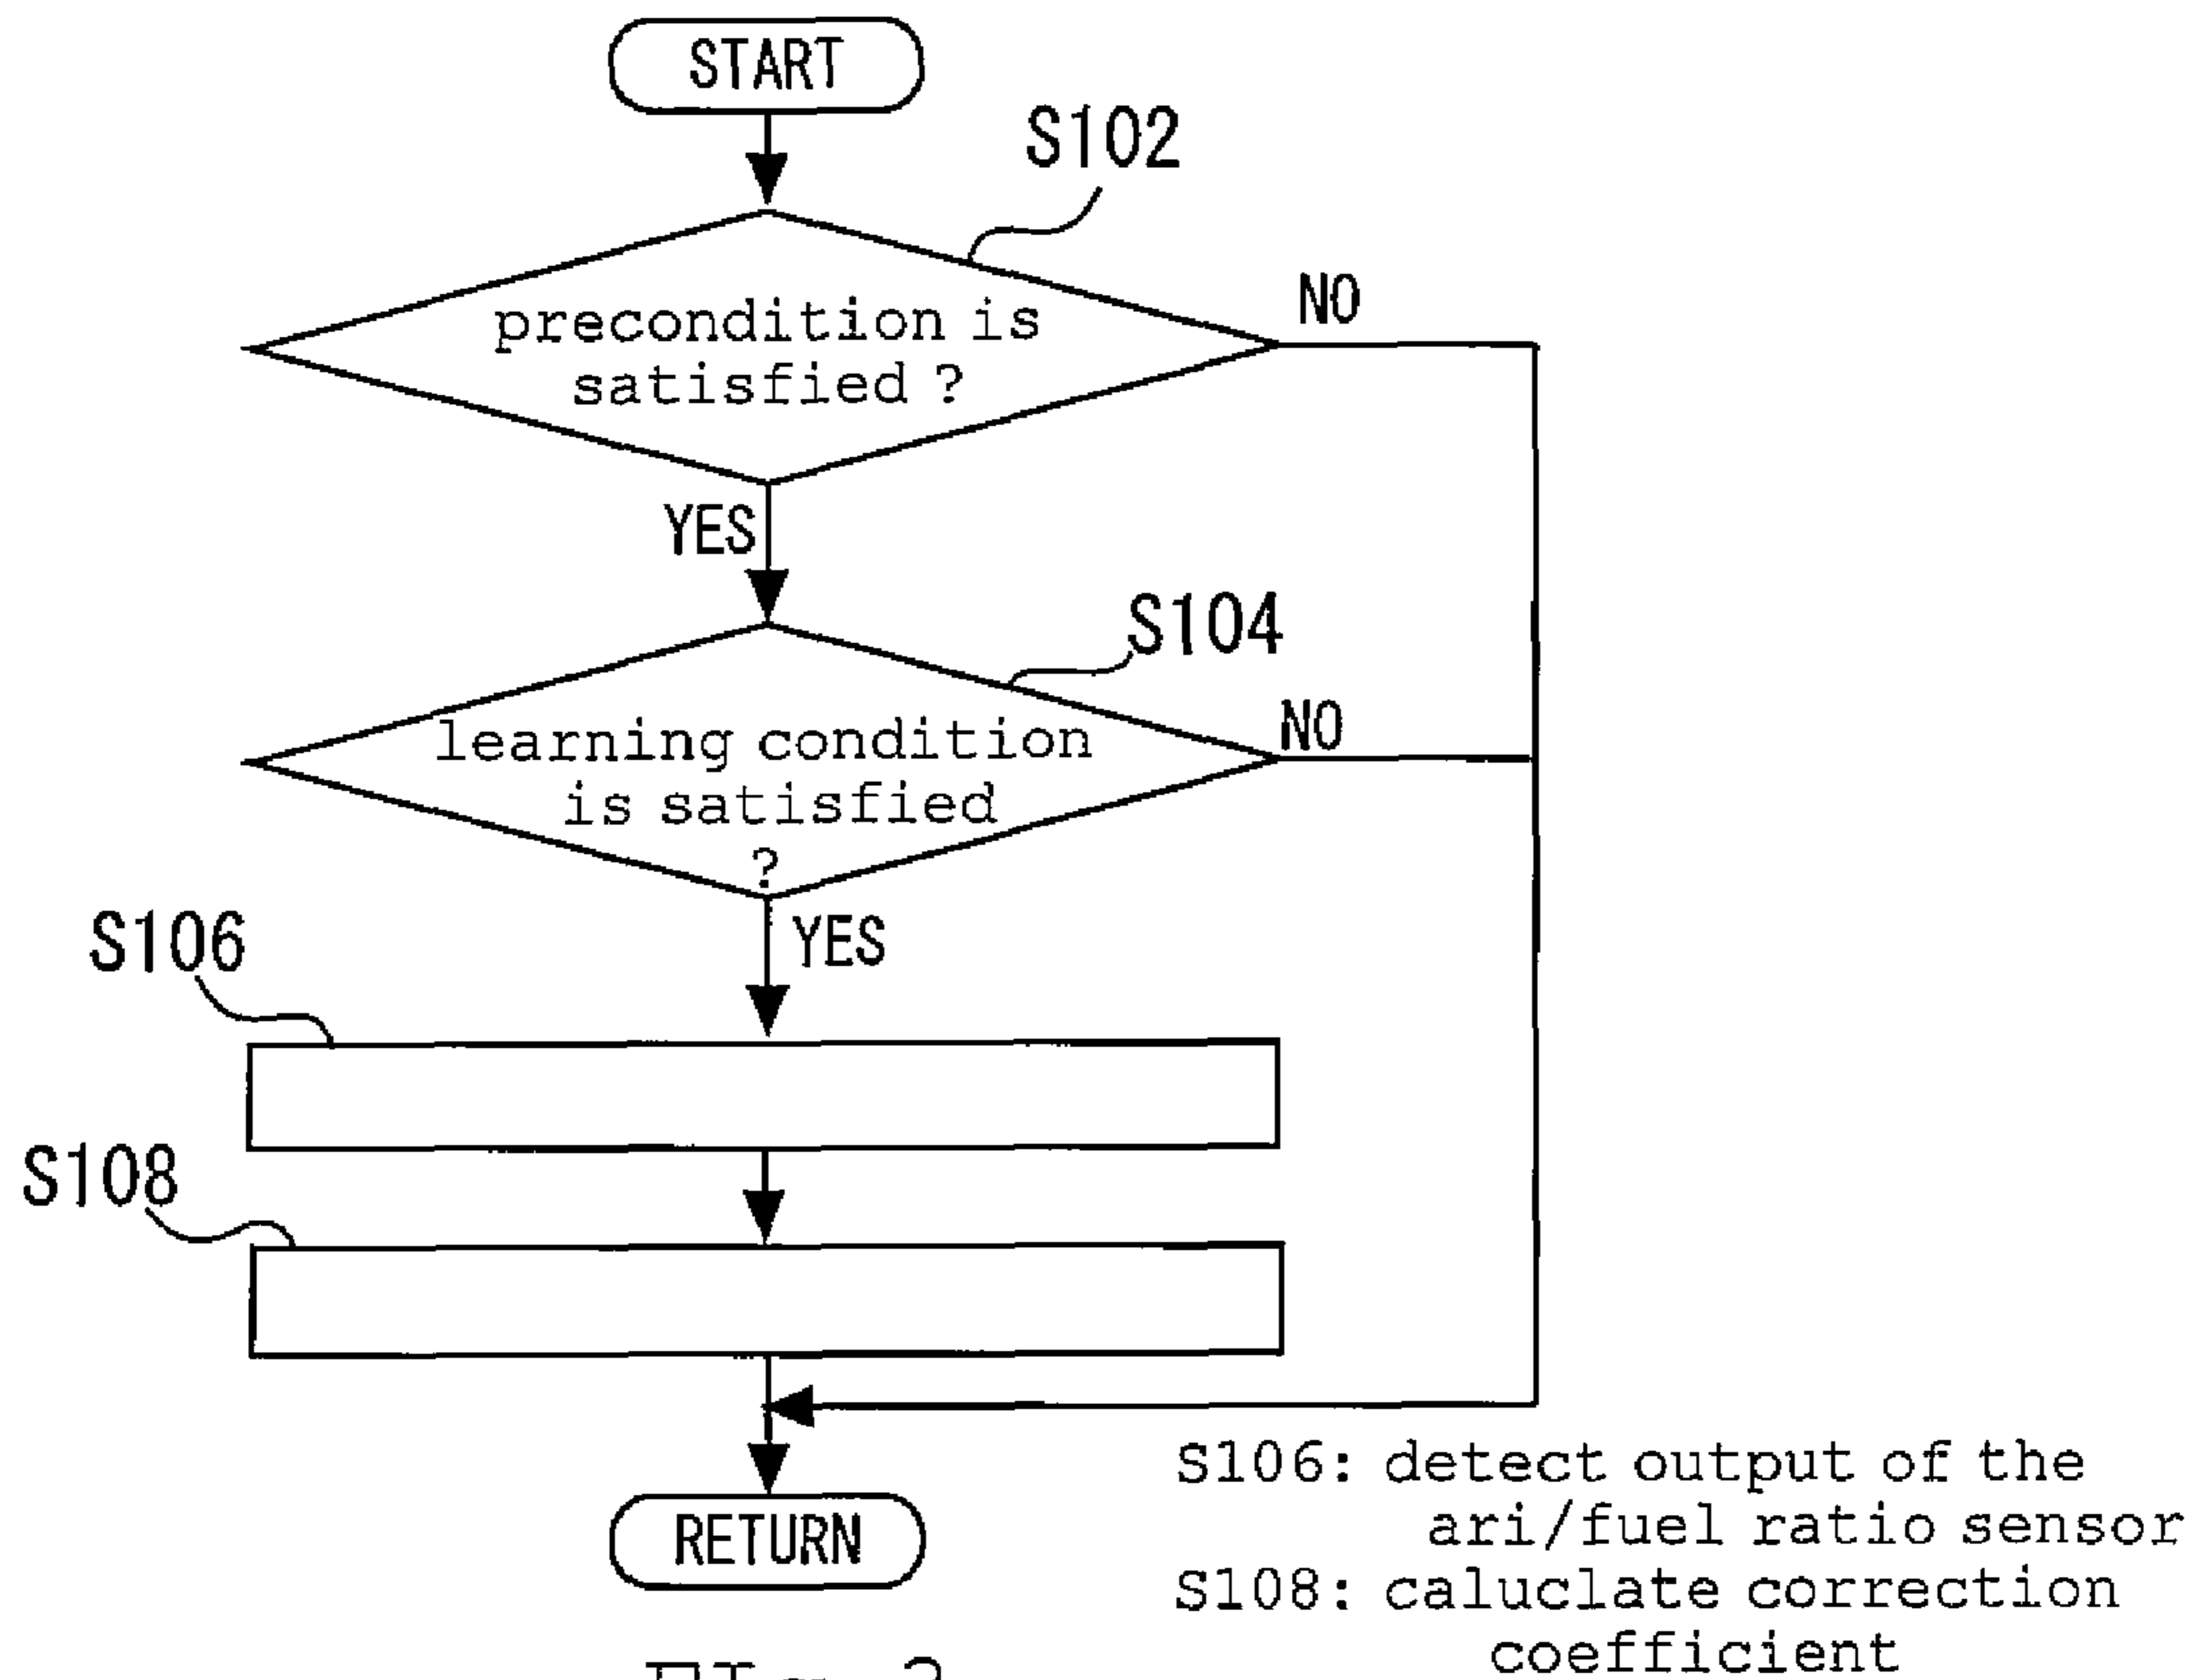 START
S102
precondition is
satisfied ?
NO
YES
S104
learning condition
is satisfied
?
NO
YES
S106
S108
RETURN
S106: detect output of the
ari/fuel ratio sensor
S108: caluclate correction
coefficient